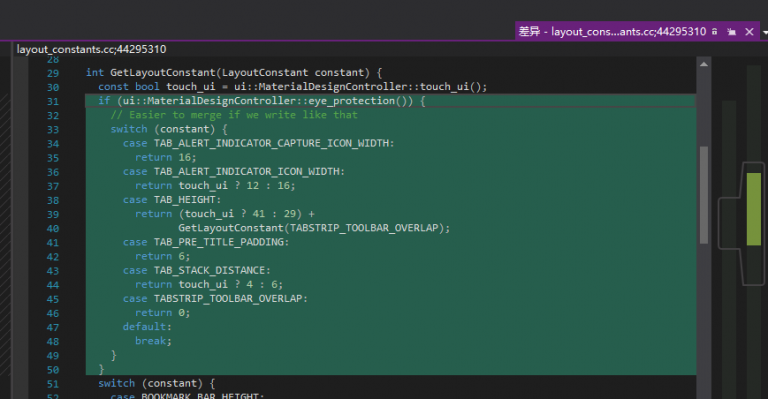 差异 - layout_cons...ants.cc;44295310
layout_constants.cc;44295310
28
29 int GetLayoutConstant(LayoutConstant constant) {
30 const bool touch_ui = ui::MaterialDesignController::touch_ui();
31 if (ui::MaterialDesignController::eye_protection()) {
32 // Easier to merge if we write like that
33 switch (constant) {
34 case TAB_ALERT_INDICATOR_CAPTURE_ICON_WIDTH:
35 return 16;
36 case TAB_ALERT_INDICATOR_ICON_WIDTH:
37 return touch_ui ? 12 : 16;
38 case TAB_HEIGHT:
39 return (touch_ui ? 41 : 29) +
40 GetLayoutConstant(TABSTRIP_TOOLBAR_OVERLAP);
41 case TAB_PRE_TITLE_PADDING:
42 return 6;
43 case TAB_STACK_DISTANCE:
44 return touch_ui ? 4 : 6;
45 case TABSTRIP_TOOLBAR_OVERLAP:
46 return 0;
47 default:
48 break;
49 }
50 }
51 switch (constant) {
52 case BOOKMARK_BAR_HEIGHT: